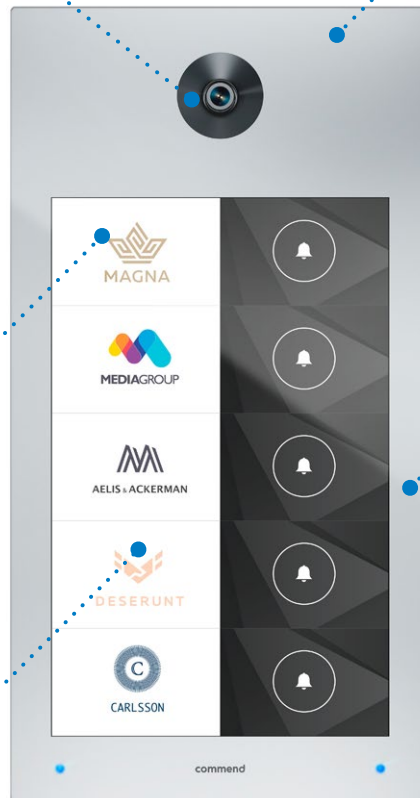 MAGNA
MEDIAGROUP
AELIS & ACKERMAN
DESERUNT
C
CARLSSON
commend